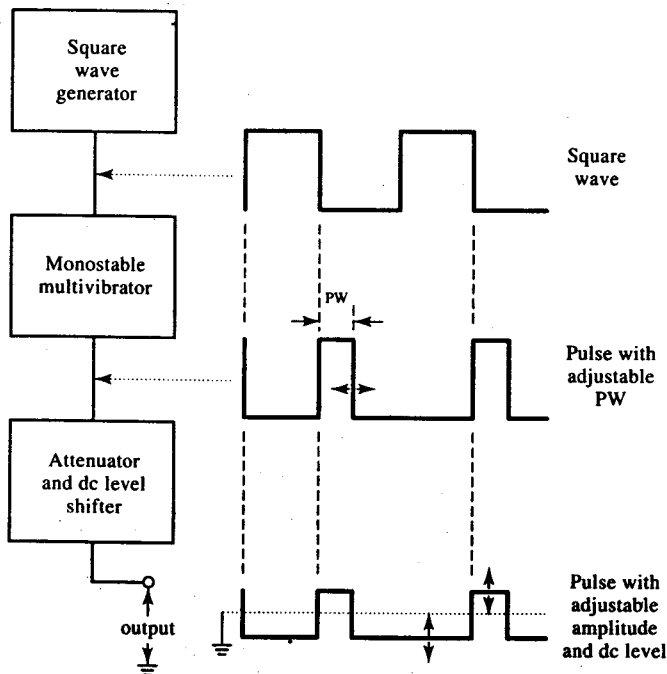 Square
wave
generator
Square
wave
Monostable
multivibrator
PW
Pulse with
adjustable
PW
Attenuator
and dc level
shifter
output
Pulse with
adjustable
amplitude
and dc level